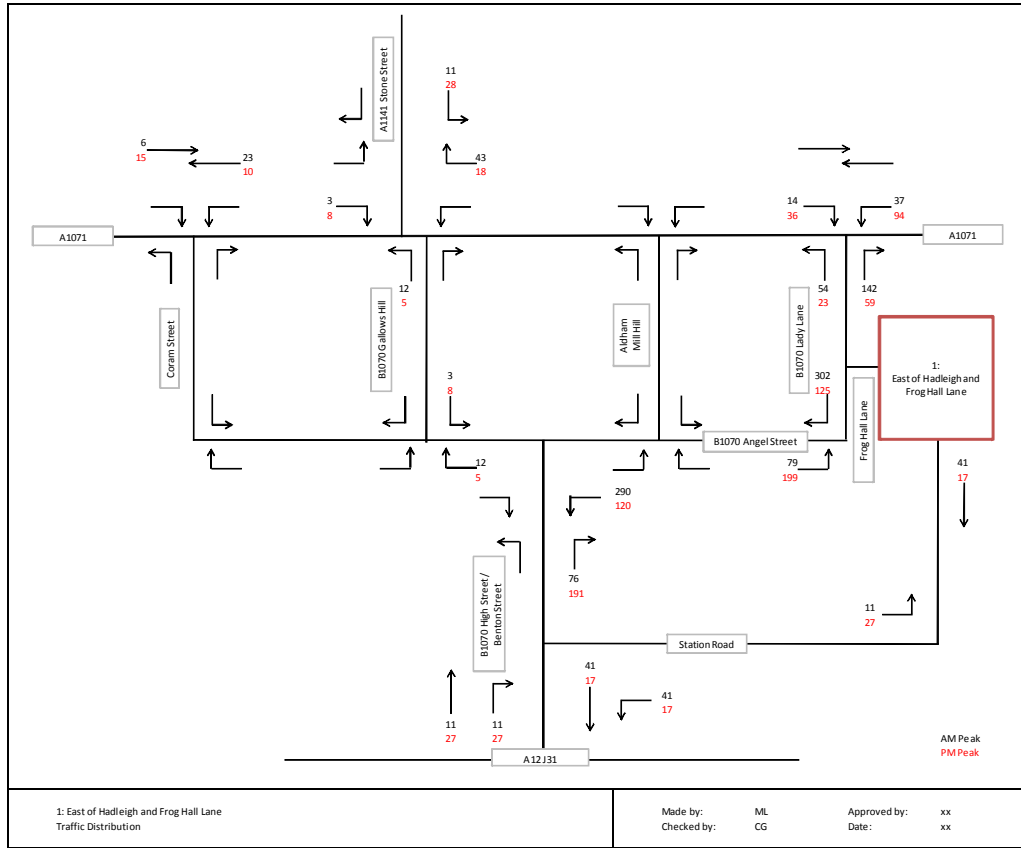 A1141 Stone Street
11
28
6
15
23
10
43
18
3
8
14
36
37
94
A1071
A1071
12
5
54
23
142
59
Coram Street
B1070 Gallows Hill
Aldham
Mill Hill
B1070 Lady Lane
1:
East of Hadleigh and
Frog Hall Lane
3
8
302
125
Frog Hall Lane
B1070 Angel Street
12
5
79
199
41
17
290
120
76
191
B1070 High Street /
Benton Street
11
27
Station Road
41
17
41
17
11
27
11
27
AM Peak
PM Peak
A12 J31
1: East of Hadleigh and Frog Hall Lane
Traffic Distribution
Made by: ML Approved by: xx
Checked by: CG Date: xx